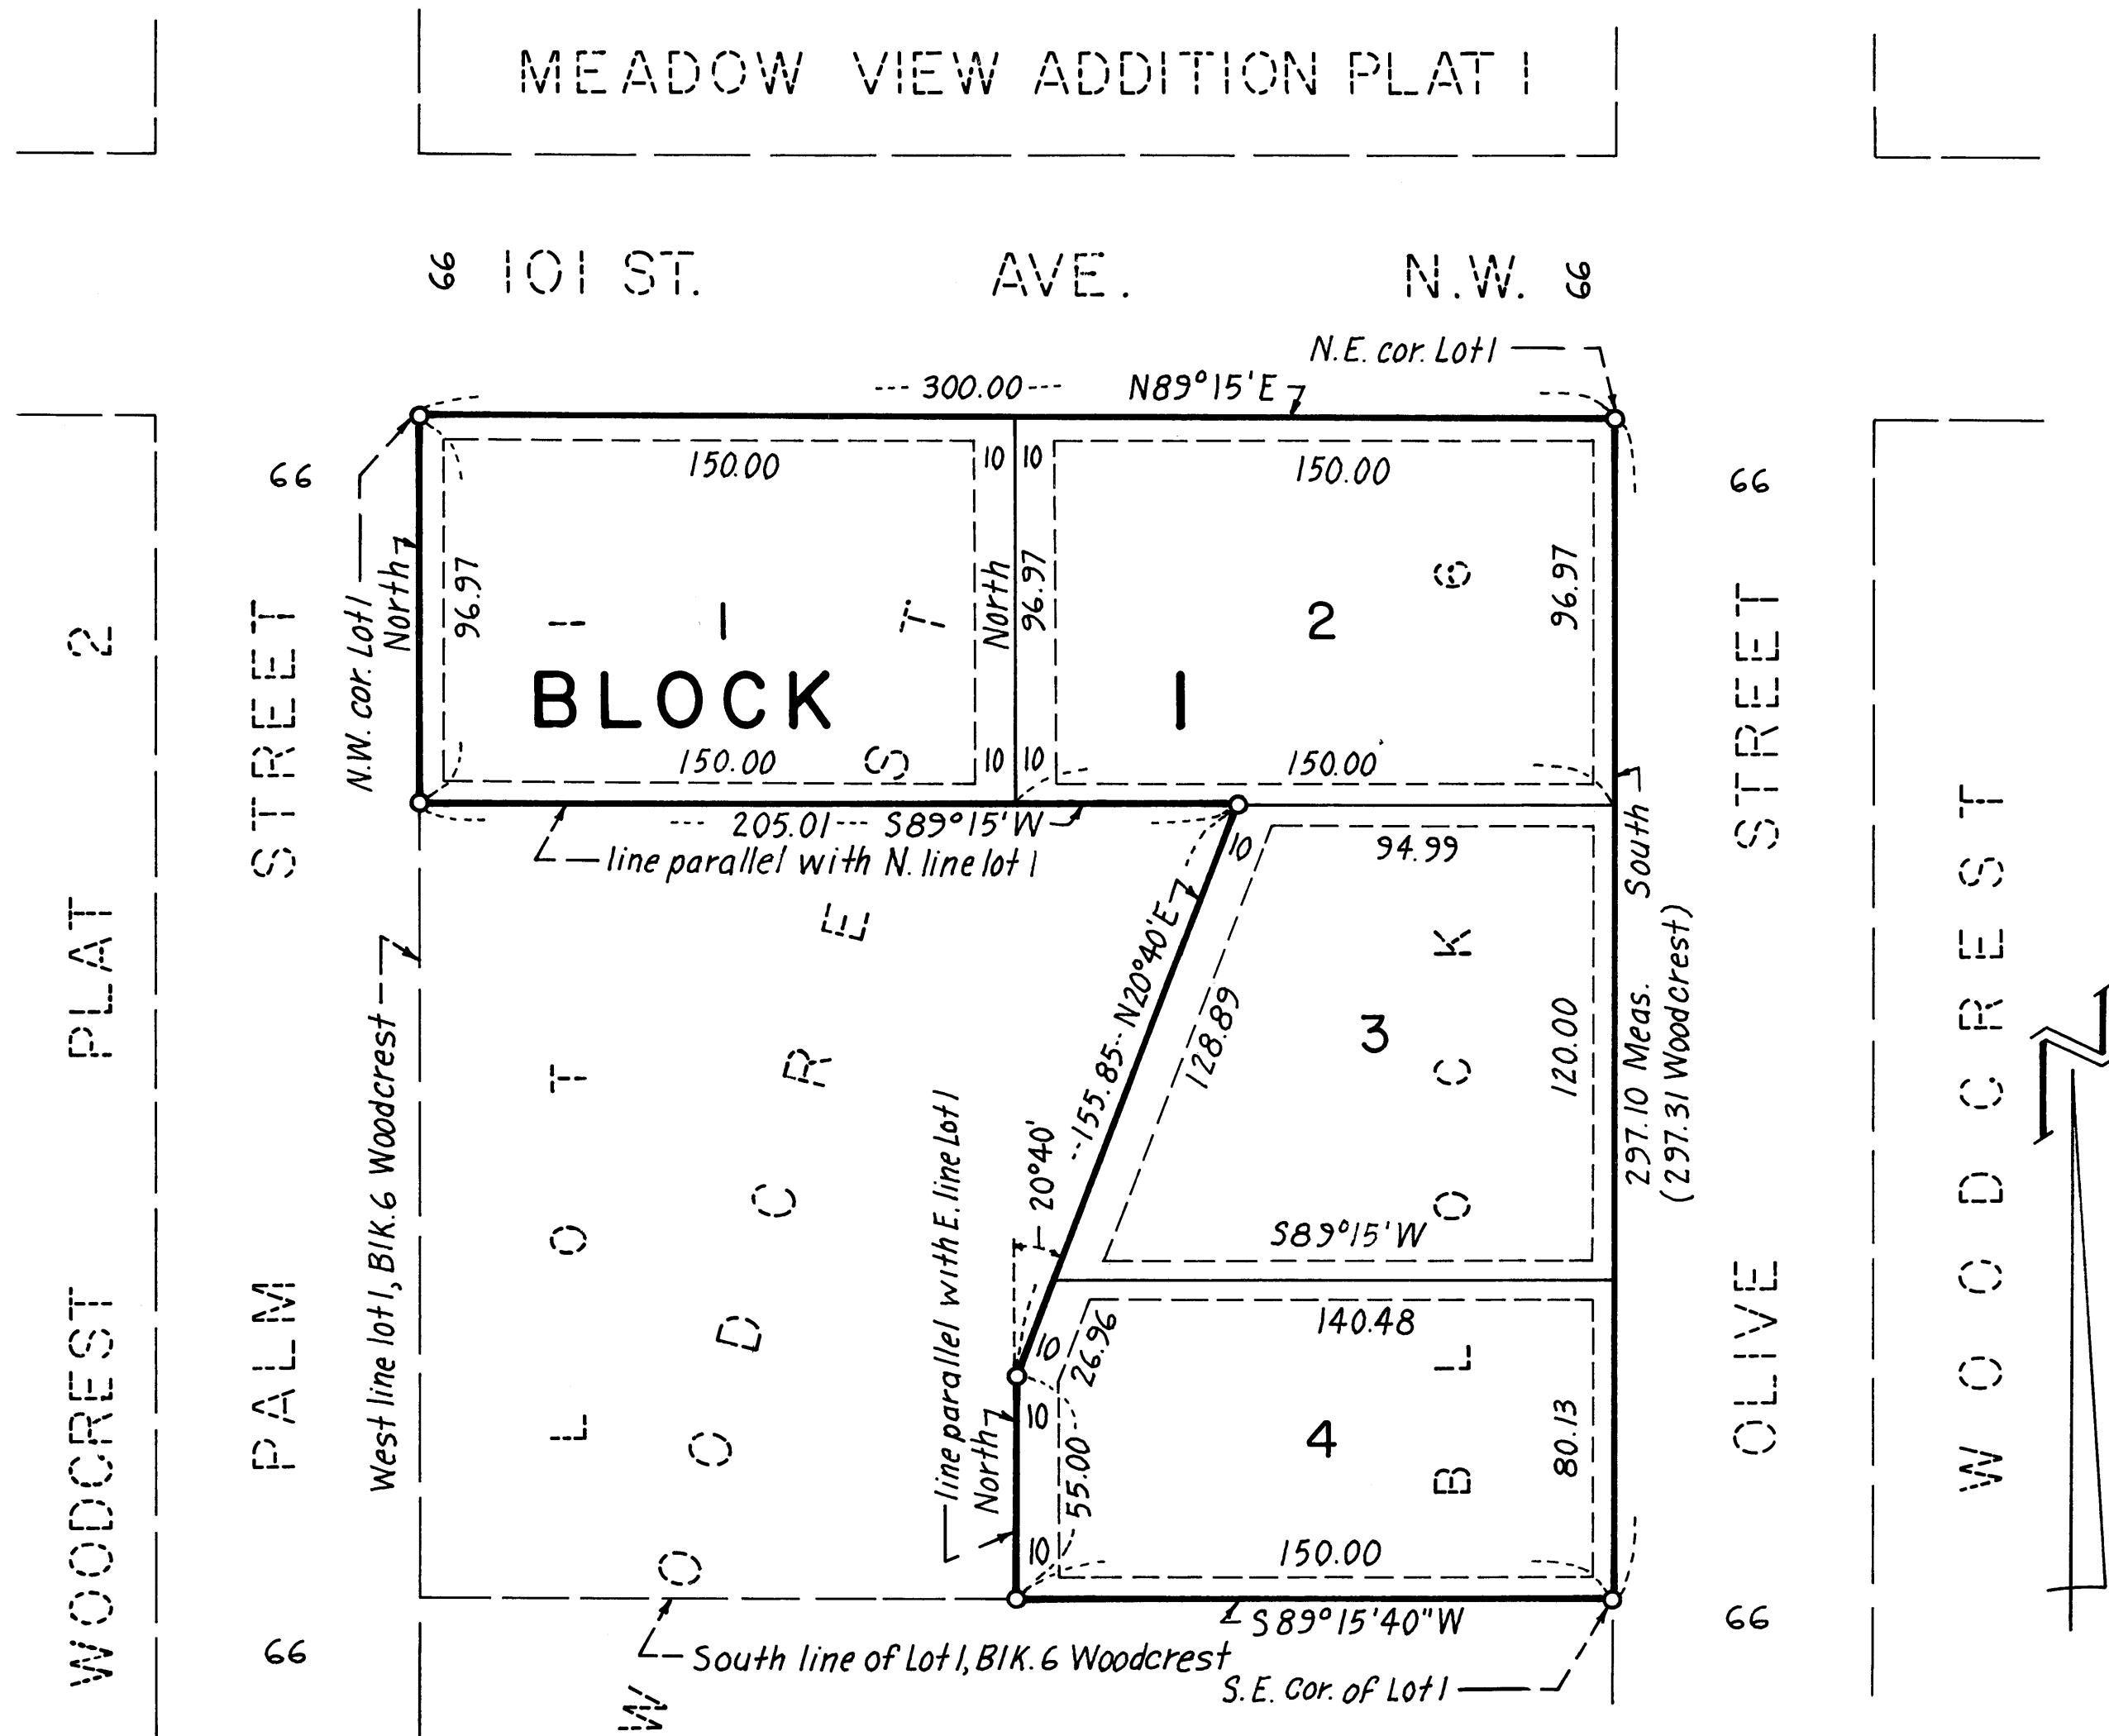 MEADOW VIEW ADDITION PLAT 1
66 101 ST. AVE. N.W. 66
N.E. cor. Lot 1
--- 300.00 --- N89°15'E
66
150.00
10 10
150.00
66
N.W. cor. Lot 1
North
96.97
North
96.97
96.97
1
2
BLOCK 1
150.00
10 10
150.00
--- 205.01 --- S89°15'W
line parallel with N. line lot 1
10
94.99
South
297.10 Meas.
(297.31 Woodcrest)
--155.85-- N20°40'E
128.89
3
120.00
S89°15'W
20°40'
West line lot 1, Blk. 6 Woodcrest
line parallel with E. line Lot 1
North
10
26.96
140.48
10
55.00
4
80.13
10
150.00
S89°15'40"W
South line of Lot 1, Blk. 6 Woodcrest
S.E. Cor. of Lot 1
66
66
WOODCREST PLAT 2
PALM STREET
LOT 1
WOODCREST
BLOCK 6
OLIVE STREET
WOODCREST